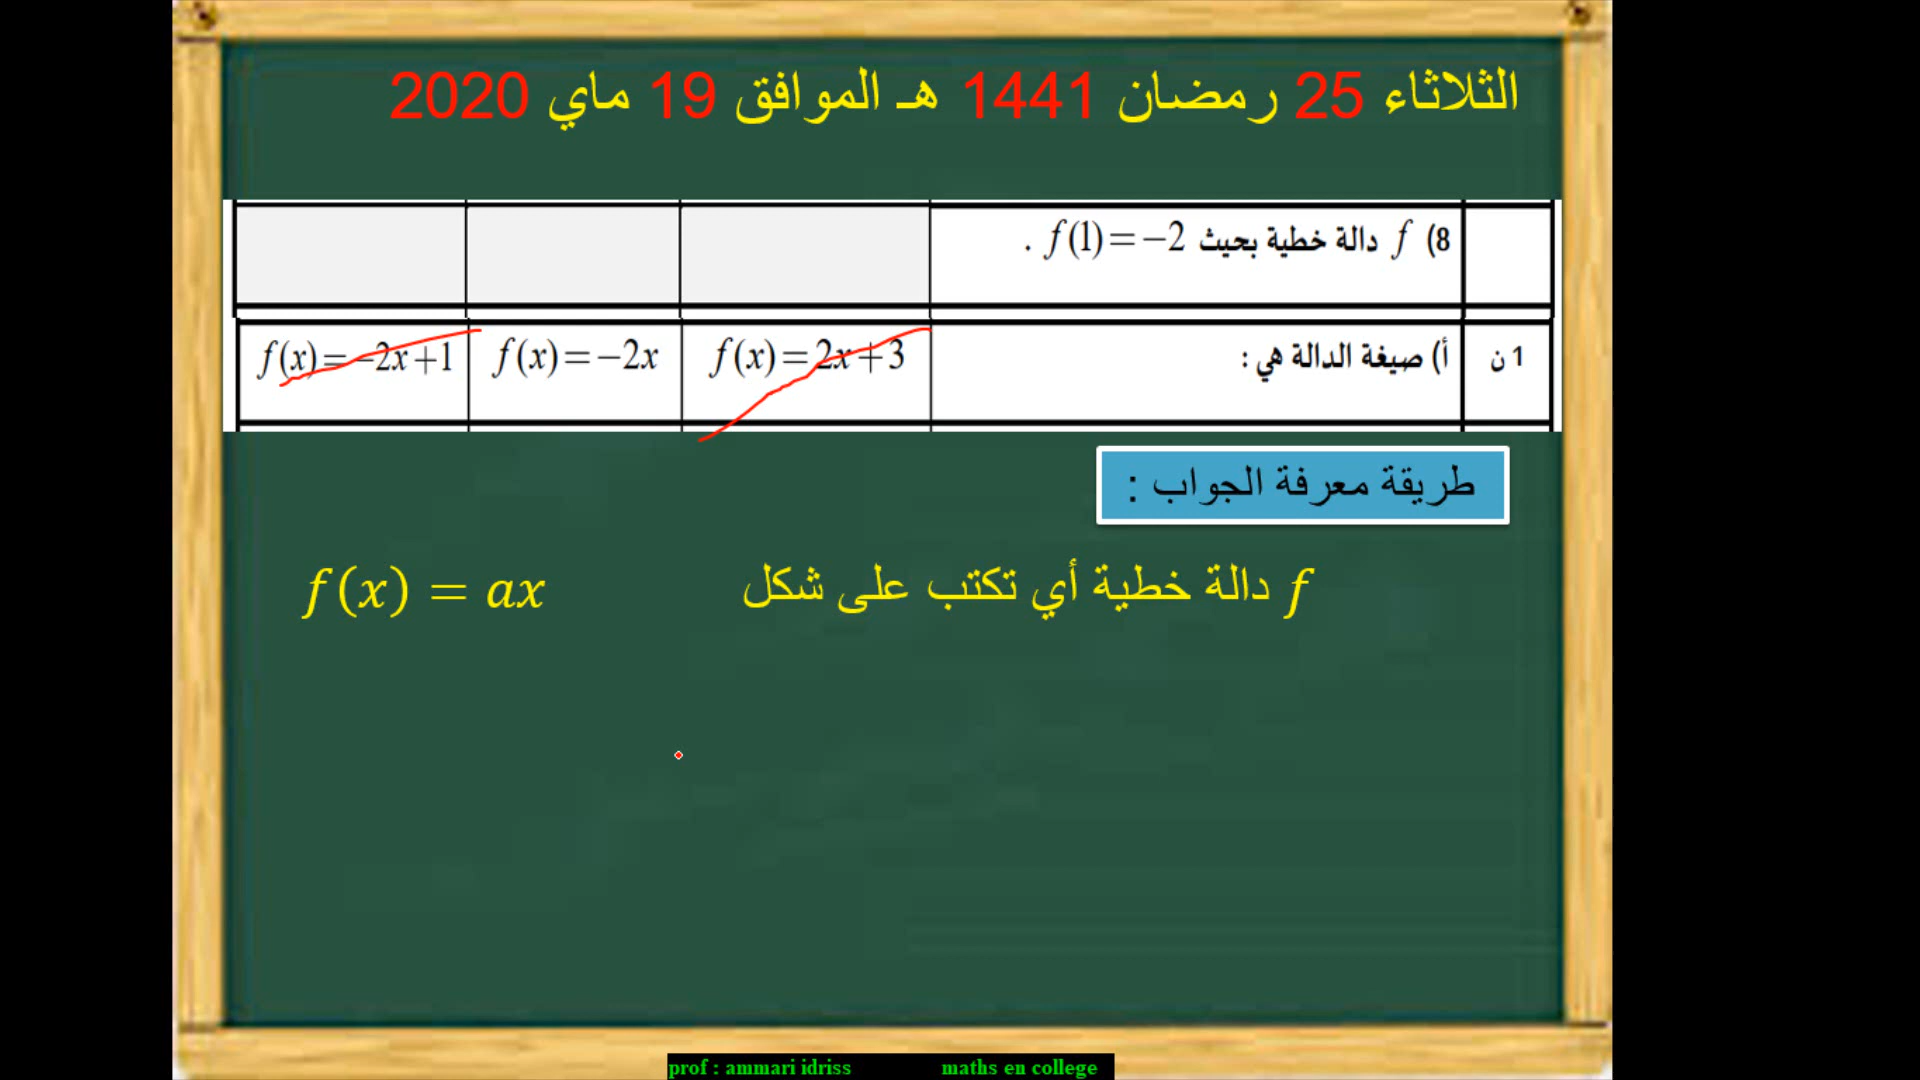 الثلاثاء 25 رمضان 1441 هـ الموافق 19 ماي 2020
8) f دالة خطية بحيث f(1)=−2 .
1 ن أ) صيغة الدالة هي : f(x)=2x+3 f(x)=−2x f(x)=−2x+1
طريقة معرفة الجواب :
f دالة خطية أي تكتب على شكل f(x) = ax
prof : ammari idriss maths en college